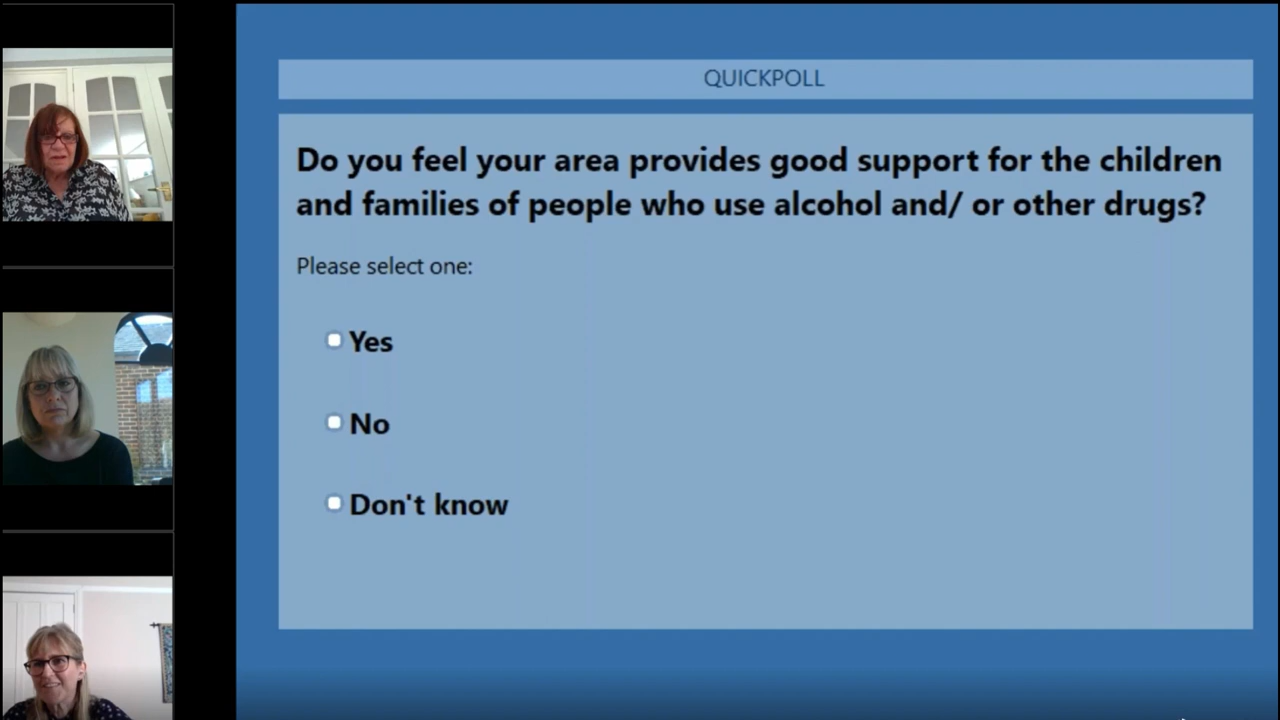 QUICKPOLL
Do you feel your area provides good support for the children
and families of people who use alcohol and/ or other drugs?
Please select one:
Yes
No
Don't know